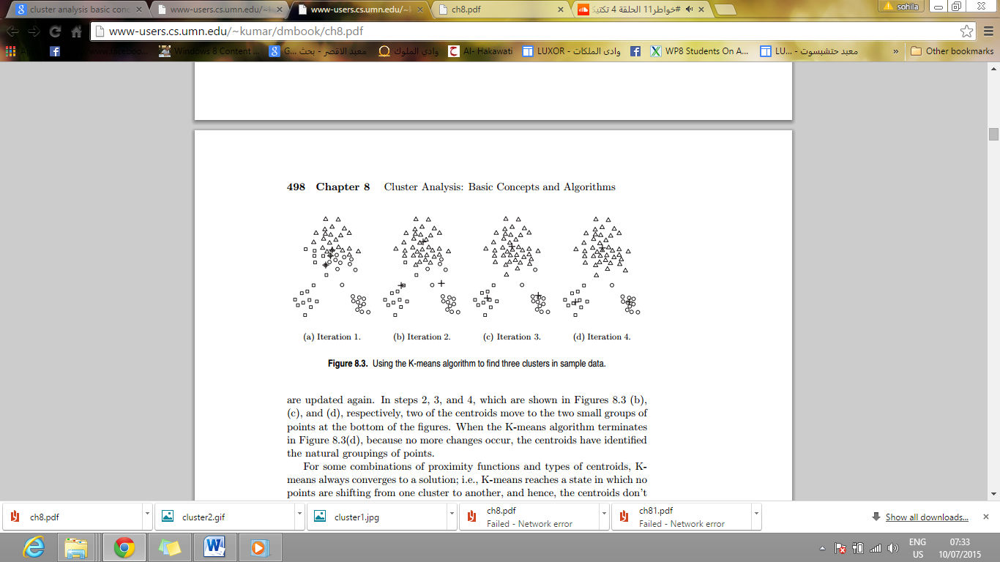 cluster analysis basic conc
www-users.cs.umn.edu/~k
www-users.cs.umn.edu/~k
ch8.pdf
#خواطر11 الحلقة 4 تكتيك
sohila
www-users.cs.umn.edu/~kumar/dmbook/ch8.pdf
Windows 8 Content ...
معبد الاقصر - بحث - G...
وادي الملوك
Al- Hakawati
LUXOR - وادى الملكات
WP8 Students On A...
معبد حتشبسوت - LU...
»
Other bookmarks
498 Chapter 8 Cluster Analysis: Basic Concepts and Algorithms
(a) Iteration 1.
(b) Iteration 2.
(c) Iteration 3.
(d) Iteration 4.
Figure 8.3. Using the K-means algorithm to find three clusters in sample data.
are updated again. In steps 2, 3, and 4, which are shown in Figures 8.3 (b),
(c), and (d), respectively, two of the centroids move to the two small groups of
points at the bottom of the figures. When the K-means algorithm terminates
in Figure 8.3(d), because no more changes occur, the centroids have identified
the natural groupings of points.
For some combinations of proximity functions and types of centroids, K-
means always converges to a solution; i.e., K-means reaches a state in which no
points are shifting from one cluster to another, and hence, the centroids don't
ch8.pdf
cluster2.gif
cluster1.jpg
ch8.pdf
Failed - Network error
ch81.pdf
Failed - Network error
Show all downloads...
ENG
US
07:33
10/07/2015